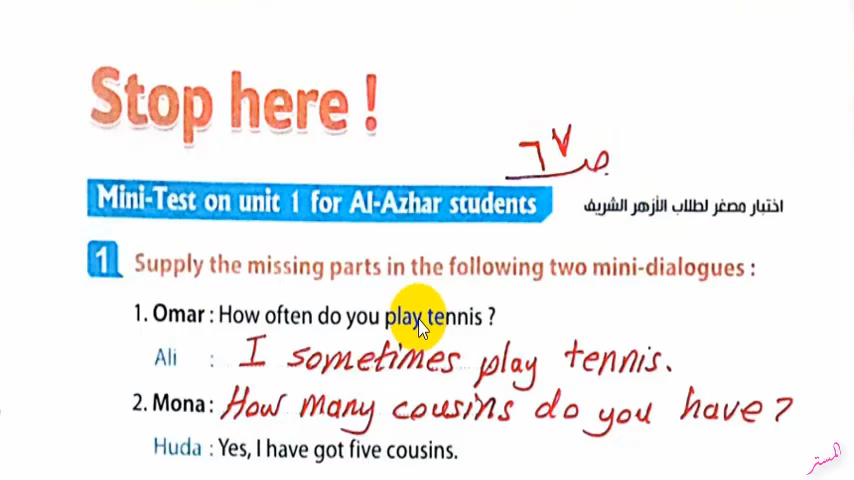 Stop here !
ص ٦٧
Mini-Test on unit 1 for Al-Azhar students
اختبار مصغر لطلاب الأزهر الشريف
1 Supply the missing parts in the following two mini-dialogues :
1. Omar : How often do you play tennis ?
Ali : I sometimes play tennis.
2. Mona : How many cousins do you have ?
Huda : Yes, I have got five cousins.
المستر